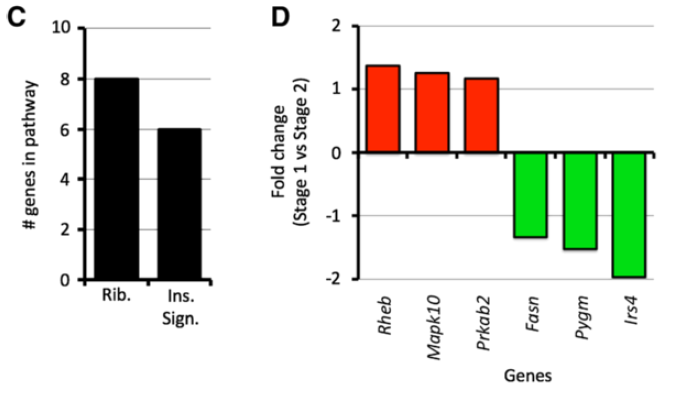 C
# genes in pathway
10
8
6
4
2
0
Rib.
Ins.
Sign.
D
Fold change
(Stage 1 vs Stage 2)
2
1
0
-1
-2
Rheb
Mapk10
Prkab2
Fasn
Pygm
Irs4
Genes